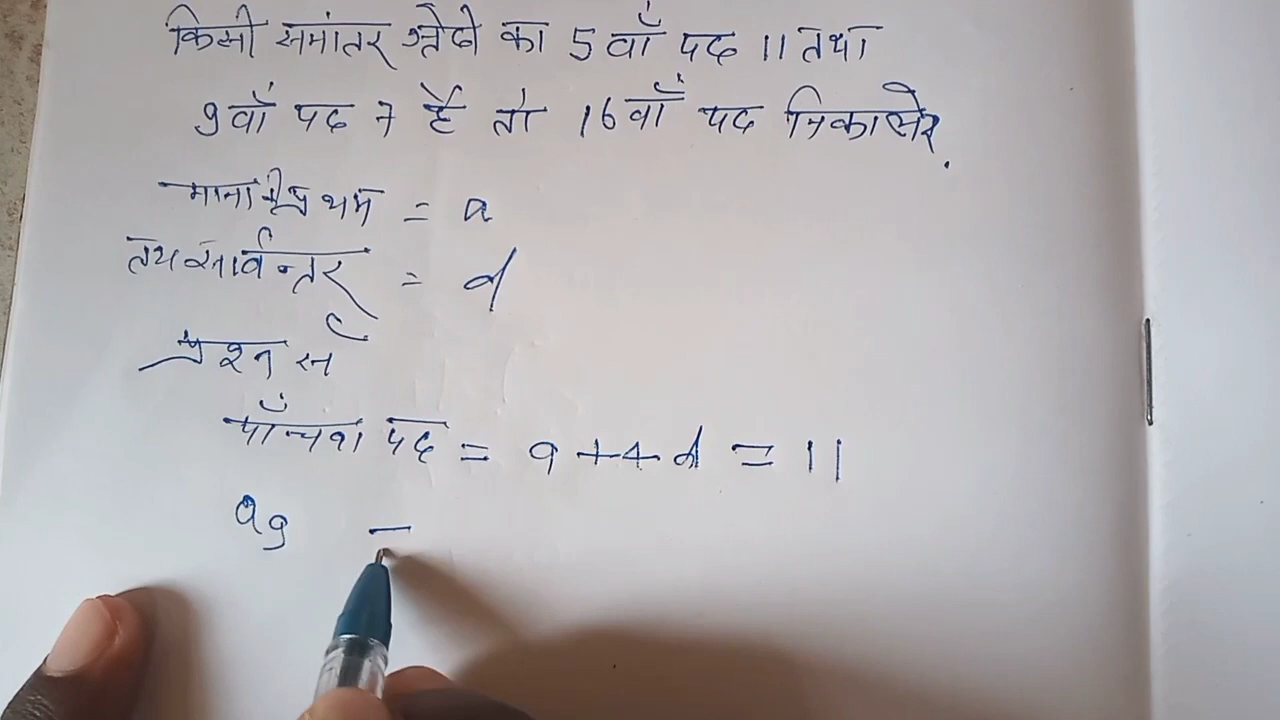 किसी समांतर श्रेढी का 5 वाँ पद 11 तथा
9 वाँ पद 7 है तो 16 वाँ पद निकालें.
माना कि प्रथम = a
तथा सार्वान्तर = d
प्रश्न से
पाँचवा पद = a + 4d = 11
a9 –